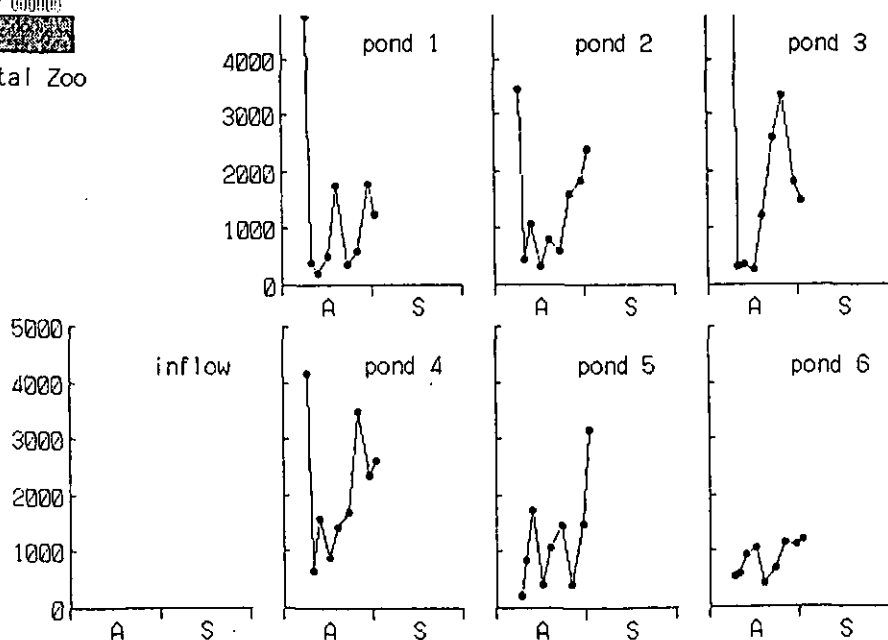 tal Zoo
pond 1
pond 2
pond 3
4000
3000
2000
1000
0
A S
A S
A S
5000
4000
3000
2000
1000
0
inflow
pond 4
pond 5
pond 6
A S
A S
A S
A S